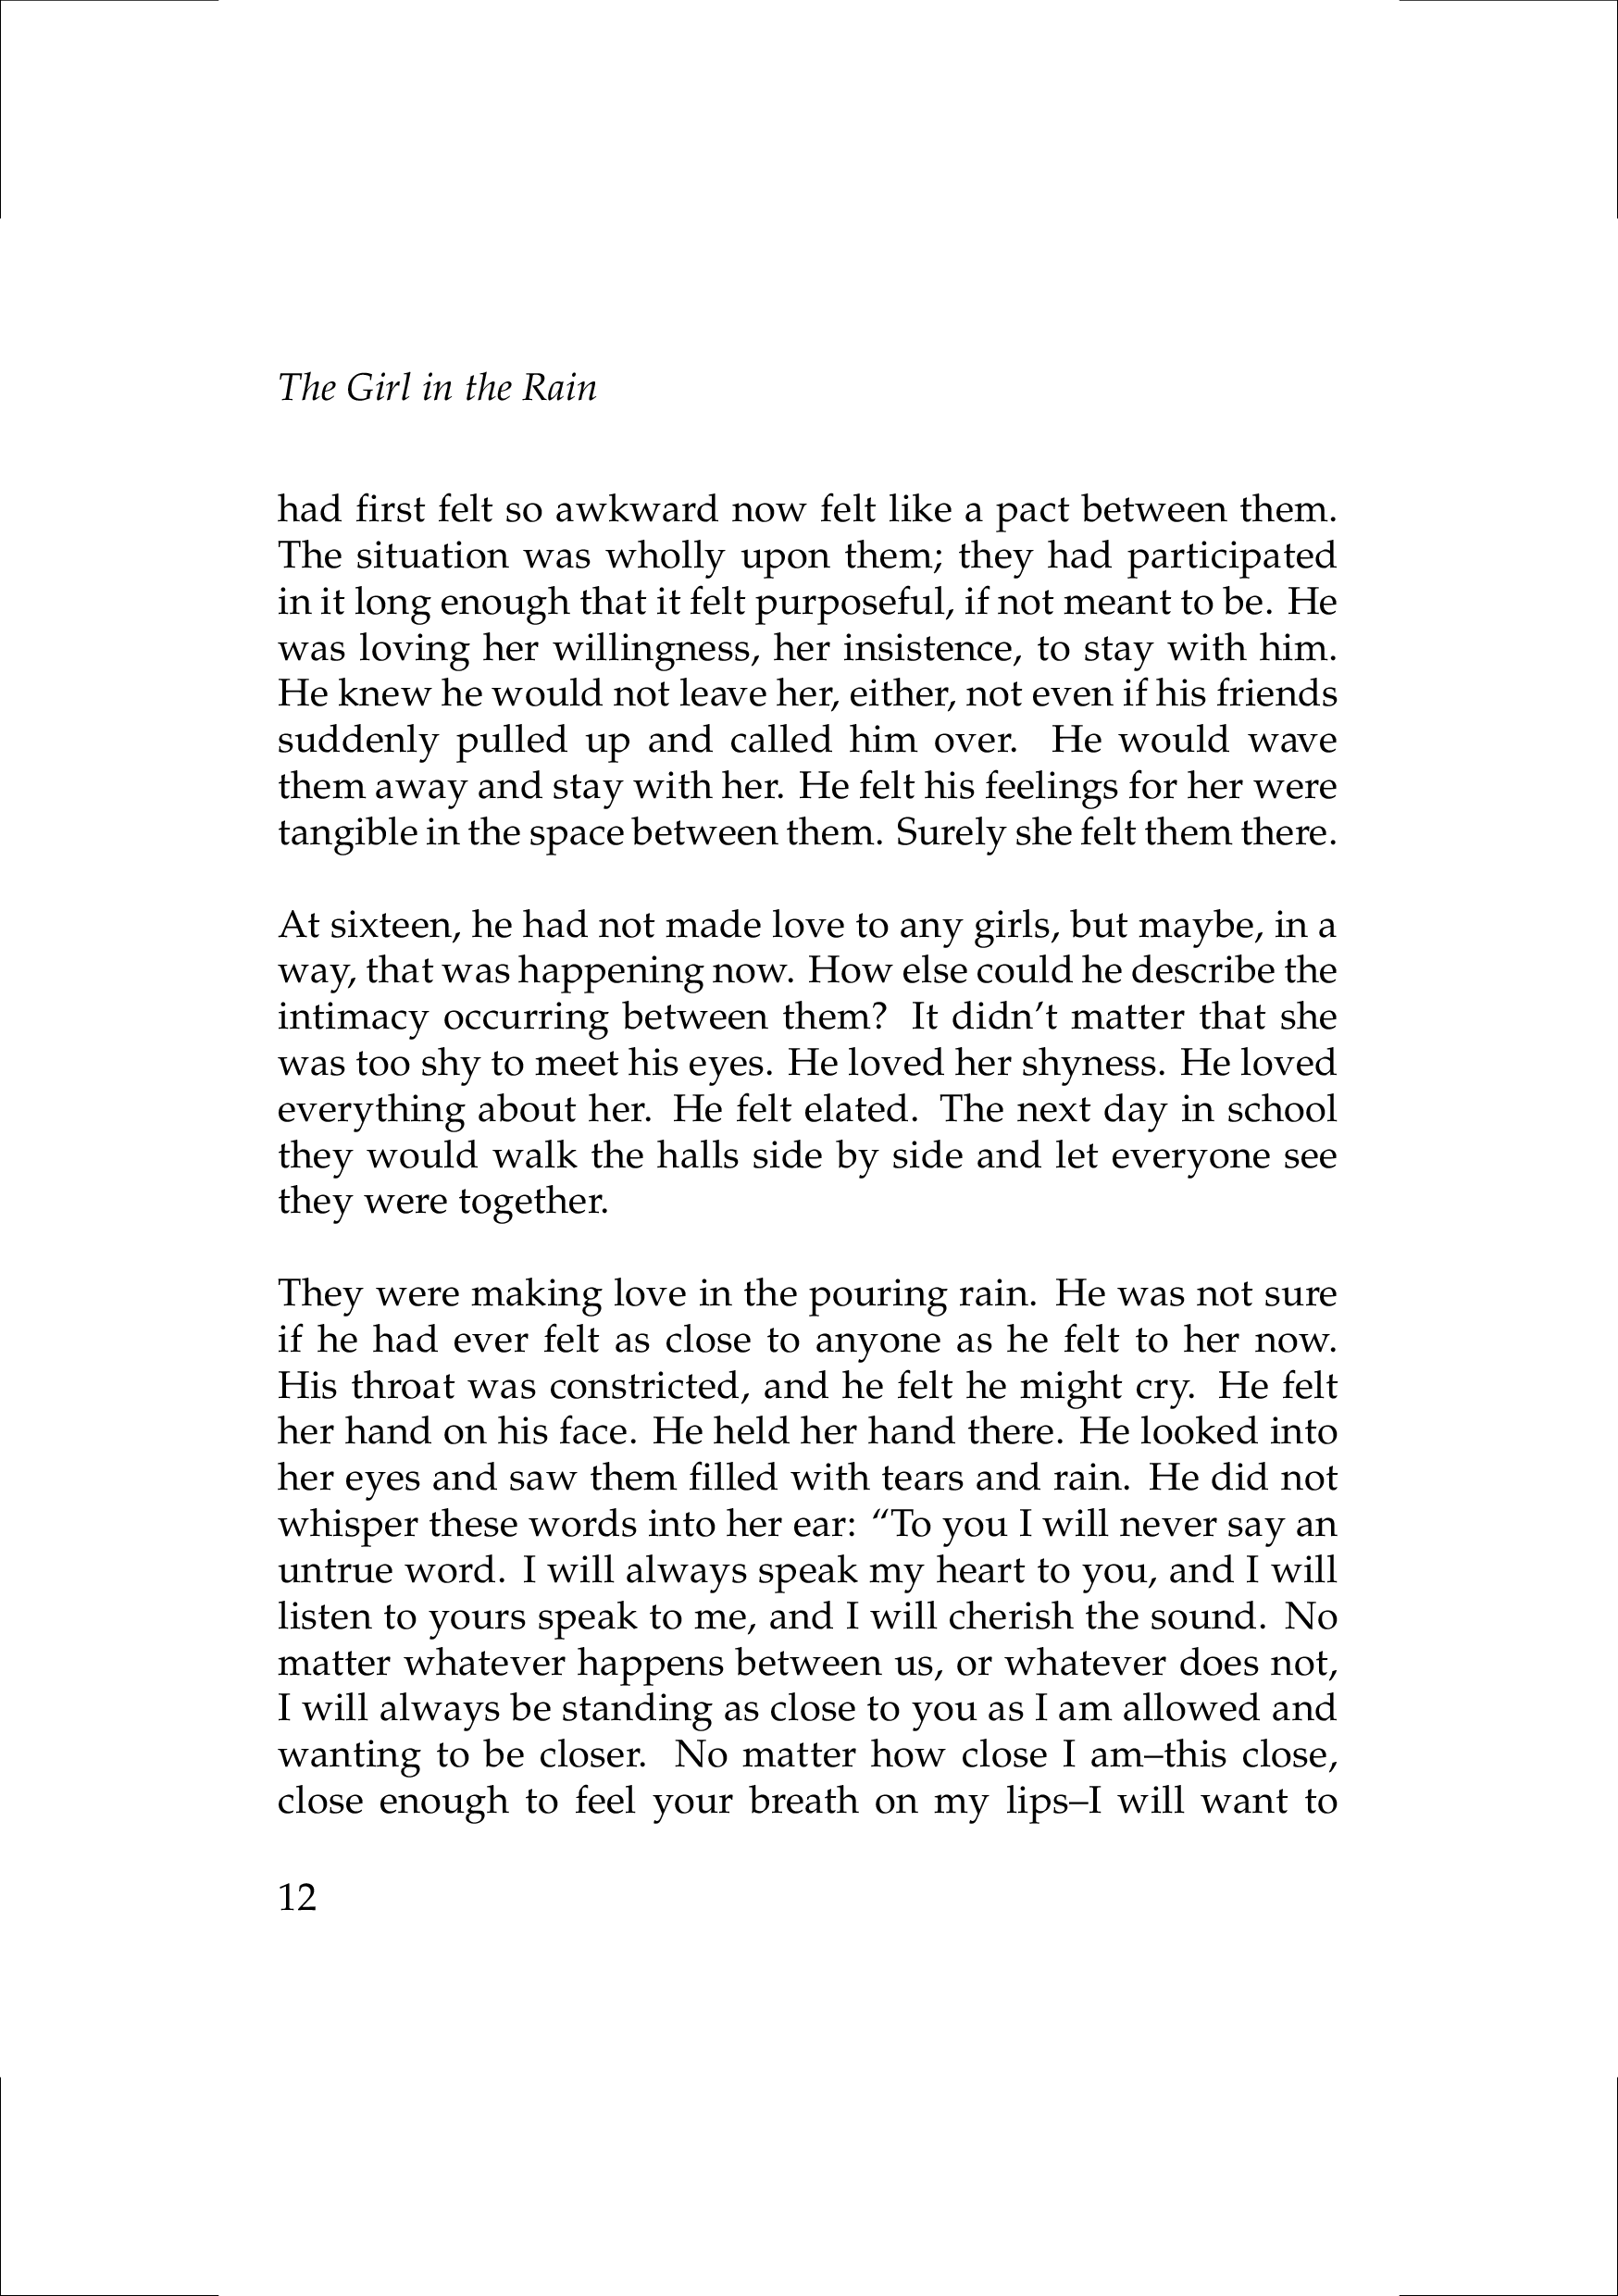 The Girl in the Rain
had first felt so awkward now felt like a pact between them.
The situation was wholly upon them; they had participated
in it long enough that it felt purposeful, if not meant to be. He
was loving her willingness, her insistence, to stay with him.
He knew he would not leave her, either, not even if his friends
suddenly pulled up and called him over. He would wave
them away and stay with her. He felt his feelings for her were
tangible in the space between them. Surely she felt them there.
At sixteen, he had not made love to any girls, but maybe, in a
way, that was happening now. How else could he describe the
intimacy occurring between them? It didn’t matter that she
was too shy to meet his eyes. He loved her shyness. He loved
everything about her. He felt elated. The next day in school
they would walk the halls side by side and let everyone see
they were together.
They were making love in the pouring rain. He was not sure
if he had ever felt as close to anyone as he felt to her now.
His throat was constricted, and he felt he might cry. He felt
her hand on his face. He held her hand there. He looked into
her eyes and saw them filled with tears and rain. He did not
whisper these words into her ear: “To you I will never say an
untrue word. I will always speak my heart to you, and I will
listen to yours speak to me, and I will cherish the sound. No
matter whatever happens between us, or whatever does not,
I will always be standing as close to you as I am allowed and
wanting to be closer. No matter how close I am–this close,
close enough to feel your breath on my lips–I will want to
12